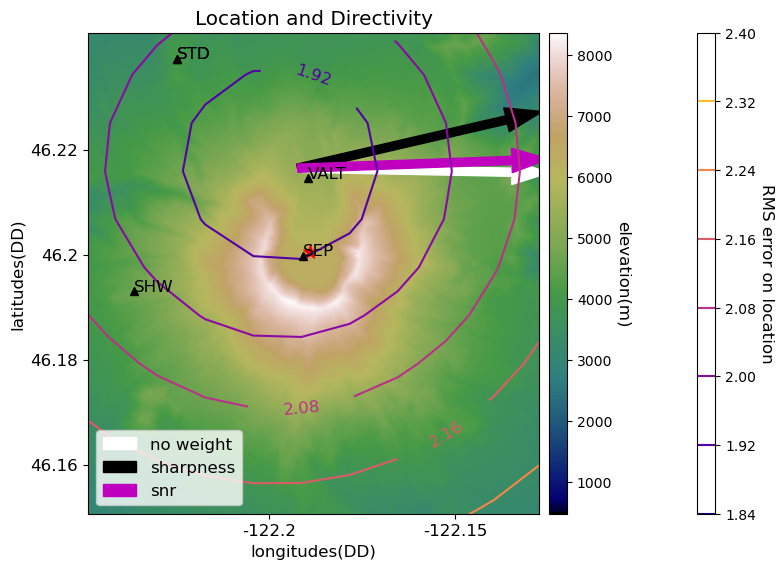 Location and Directivity
STD
1.92
VALT
SEP
SHW
2.08
2.16
no weight
sharpness
snr
46.22
46.2
46.18
46.16
latitudes(DD)
-122.2
-122.15
longitudes(DD)
8000
7000
6000
5000
4000
3000
2000
1000
elevation(m)
2.40
2.32
2.24
2.16
2.08
2.00
1.92
1.84
RMS error on location